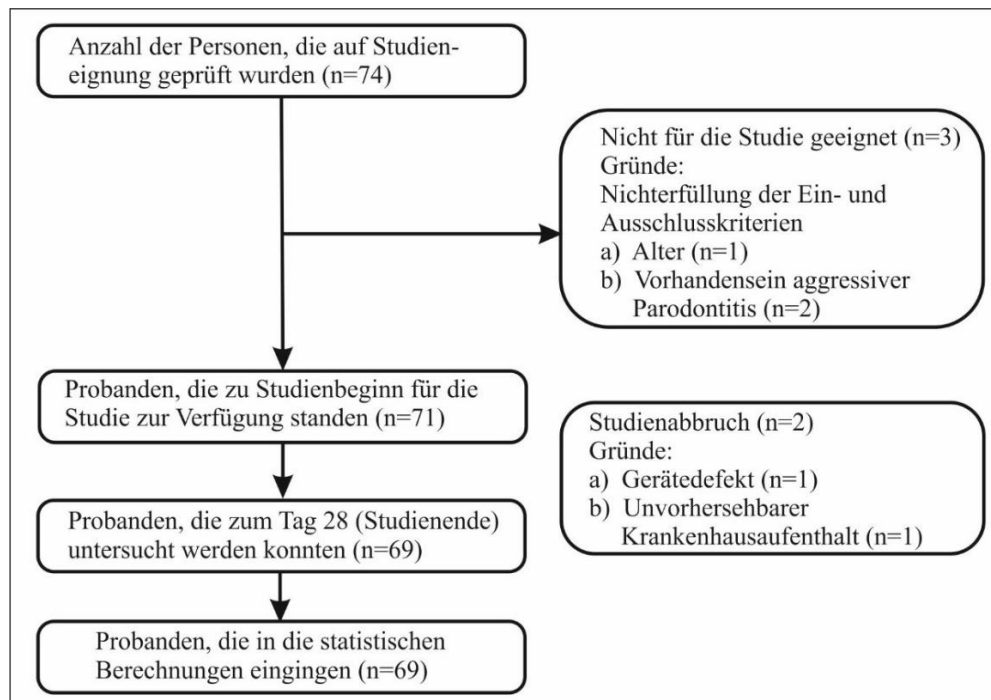 Anzahl der Personen, die auf Studien-
eignung geprüft wurden (n=74)
Nicht für die Studie geeignet (n=3)
Gründe:
Nichterfüllung der Ein- und
Ausschlusskriterien
a) Alter (n=1)
b) Vorhandensein aggressiver
Parodontitis (n=2)
Probanden, die zu Studienbeginn für die
Studie zur Verfügung standen (n=71)
Studienabbruch (n=2)
Gründe:
a) Gerätedefekt (n=1)
b) Unvorhersehbarer
Krankenhausaufenthalt (n=1)
Probanden, die zum Tag 28 (Studienende)
untersucht werden konnten (n=69)
Probanden, die in die statistischen
Berechnungen eingingen (n=69)